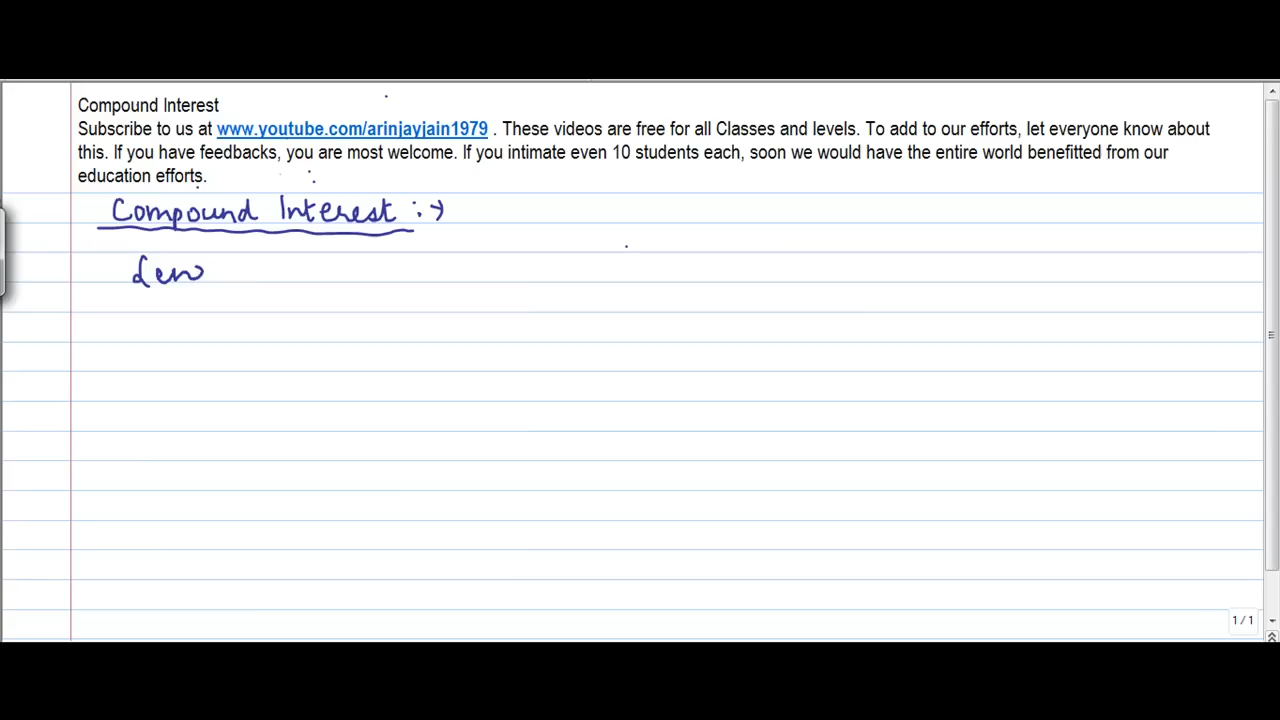 Compound Interest
Subscribe to us at www.youtube.com/arinjayjain1979 . These videos are free for all Classes and levels. To add to our efforts, let everyone know about
this. If you have feedbacks, you are most welcome. If you intimate even 10 students each, soon we would have the entire world benefitted from our
education efforts.
Compound Interest :→
1 / 1